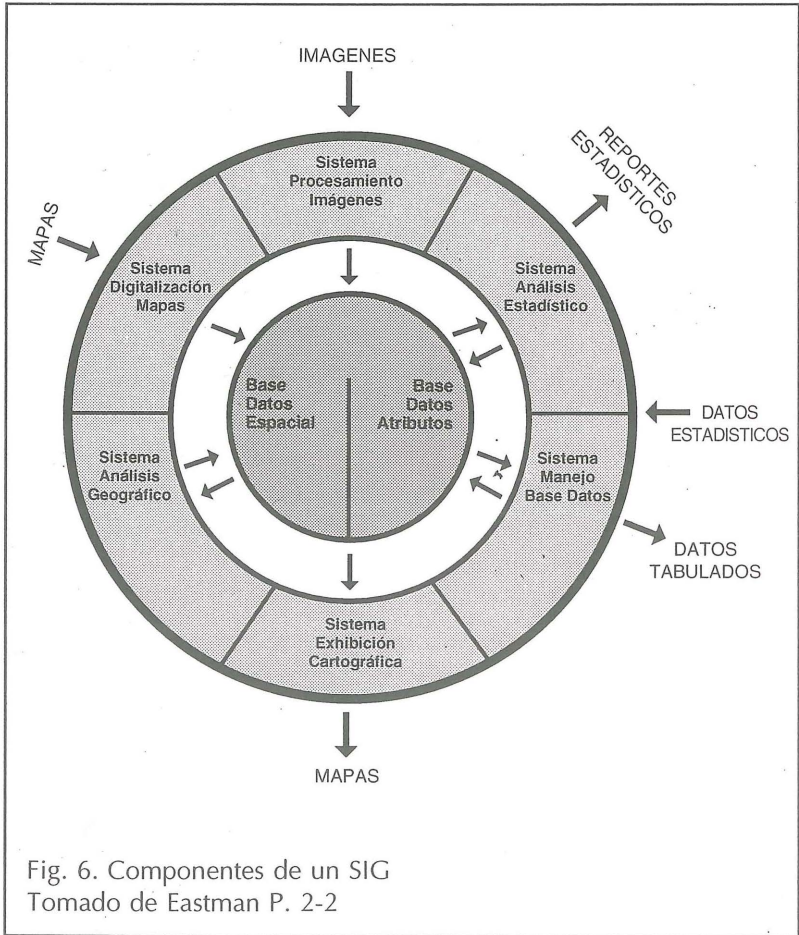 IMAGENES
REPORTES
ESTADISTICOS
MAPAS
Sistema
Procesamiento
Imágenes
Sistema
Digitalización
Mapas
Sistema
Análisis
Estadístico
Base
Datos
Espacial
Base
Datos
Atributos
DATOS
ESTADISTICOS
Sistema
Análisis
Geográfico
Sistema
Manejo
Base Datos
DATOS
TABULADOS
Sistema
Exhibición
Cartográfica
MAPAS
Fig. 6. Componentes de un SIG
Tomado de Eastman P. 2-2